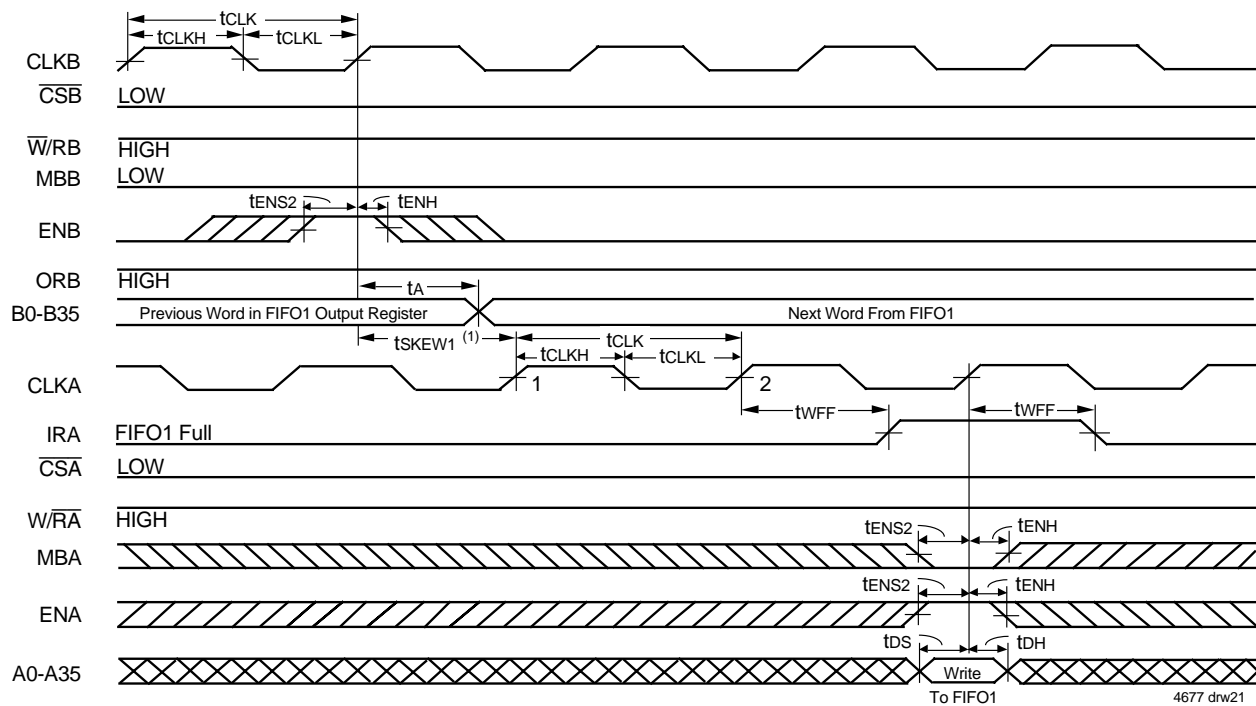 tCLK
tCLKH tCLKL
CLKB
CSB LOW
W/RB HIGH
MBB LOW
tENS2 tENH
ENB
ORB HIGH
tA
B0-B35 Previous Word in FIFO1 Output Register Next Word From FIFO1
tSKEW1 (1) tCLK
tCLKH tCLKL
CLKA 1 2
tWFF tWFF
IRA FIFO1 Full
CSA LOW
W/RA HIGH
tENS2 tENH
MBA
tENS2 tENH
ENA
tDS tDH
A0-A35 Write
To FIFO1 4677 drw21